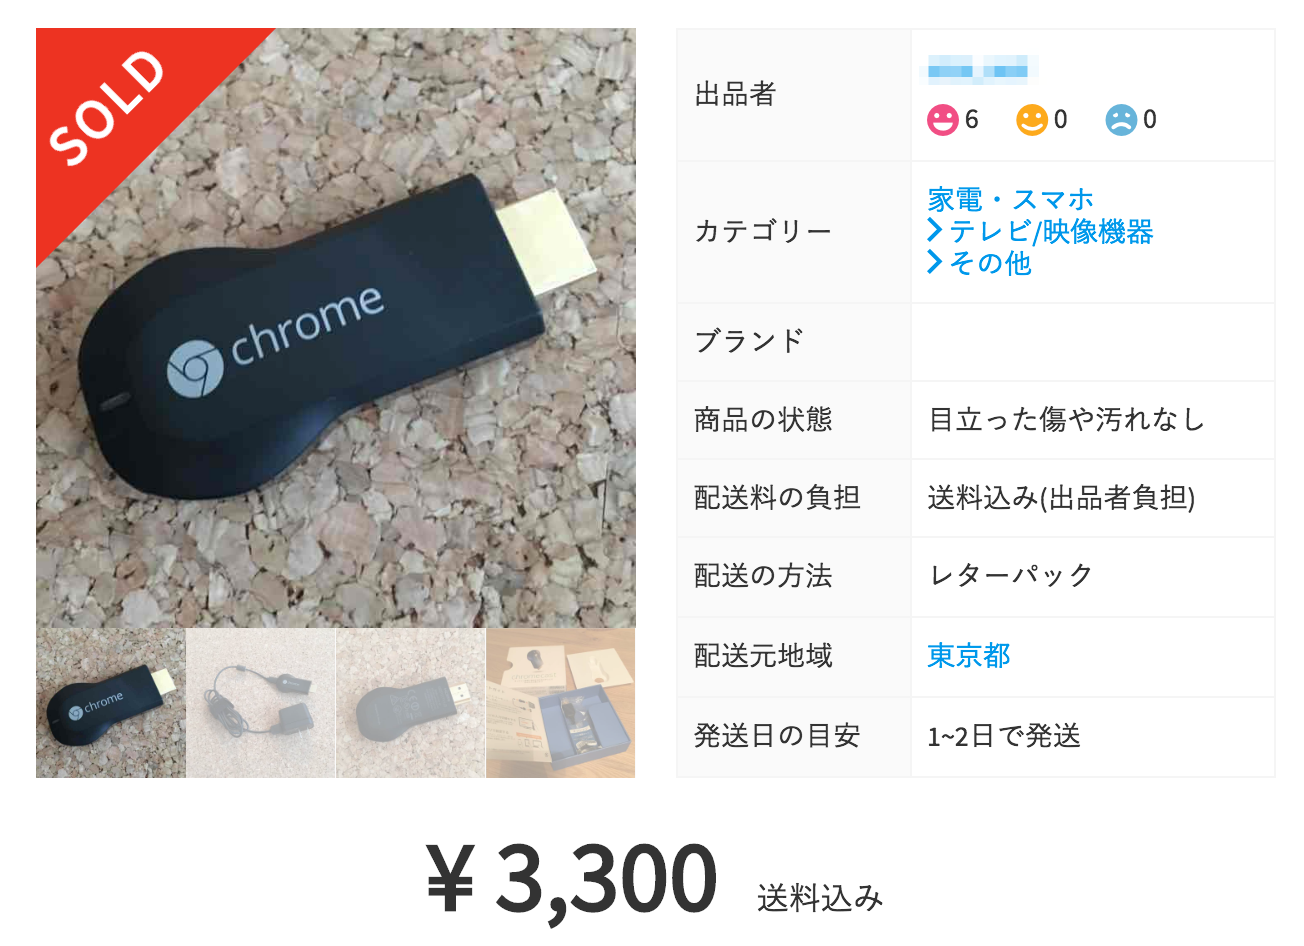 SOLD
chrome
chrome
出品者
6
0
0
カテゴリー
家電・スマホ
テレビ/映像機器
その他
ブランド
商品の状態
目立った傷や汚れなし
配送料の負担
送料込み(出品者負担)
配送の方法
レターパック
配送元地域
東京都
発送日の目安
1~2日で発送
¥ 3,300 送料込み